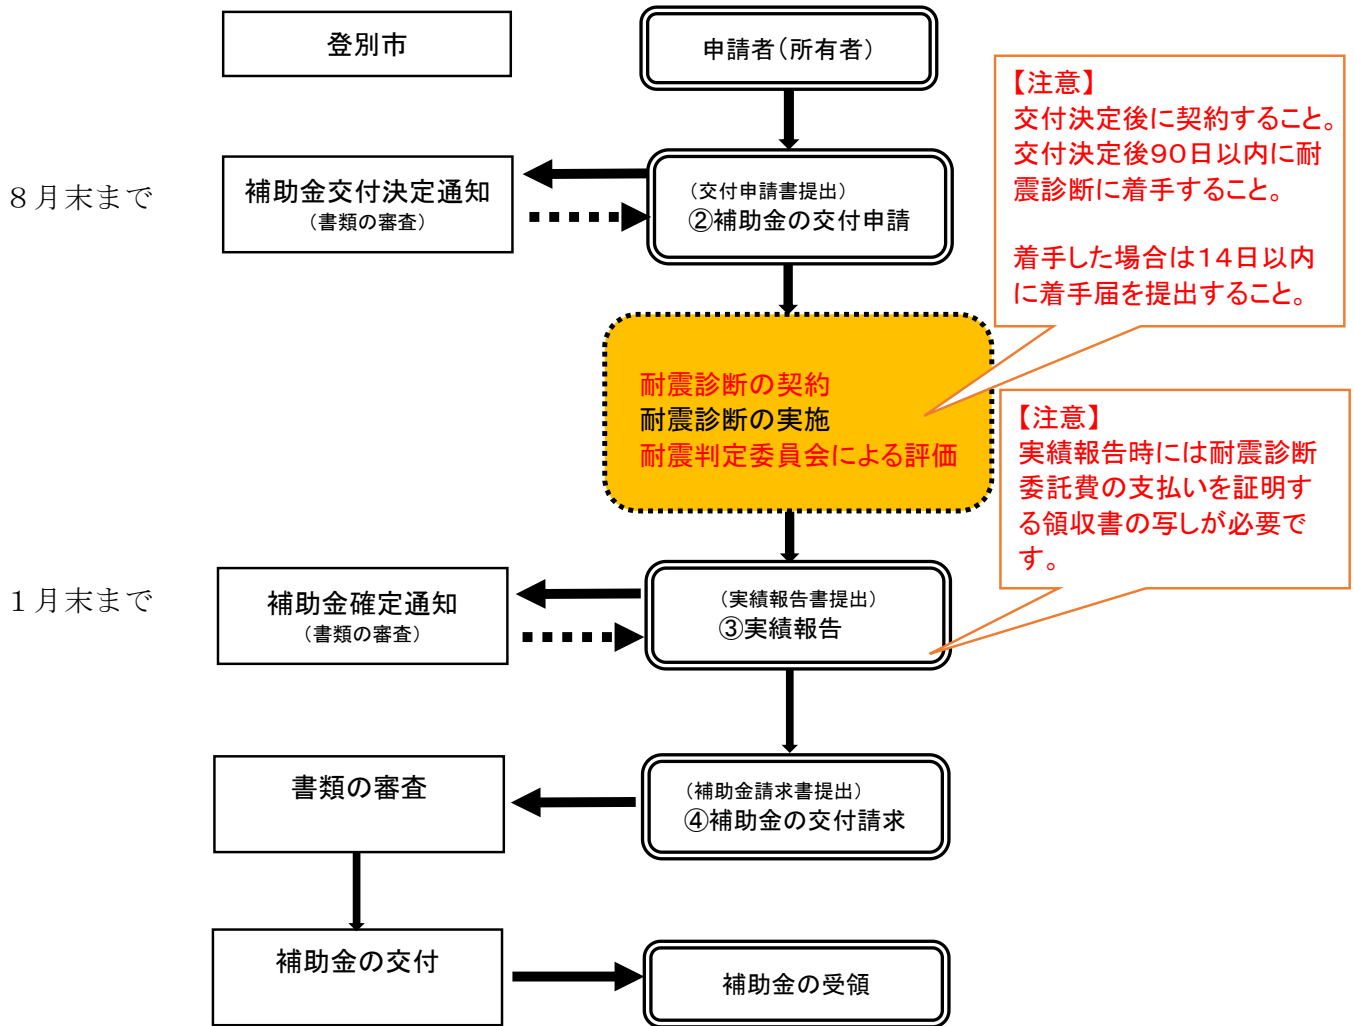 登別市
申請者（所有者）
【注意】
交付決定後に契約すること。
交付決定後90日以内に耐
震診断に着手すること。
着手した場合は14日以内
に着手届を提出すること。
8月末まで
補助金交付決定通知
（書類の審査）
（交付申請書提出）
②補助金の交付申請
耐震診断の契約
耐震診断の実施
耐震判定委員会による評価
【注意】
実績報告時には耐震診断
委託費の支払いを証明す
る領収書の写しが必要で
す。
1月末まで
補助金確定通知
（書類の審査）
（実績報告書提出）
③実績報告
書類の審査
（補助金請求書提出）
④補助金の交付請求
補助金の交付
補助金の受領